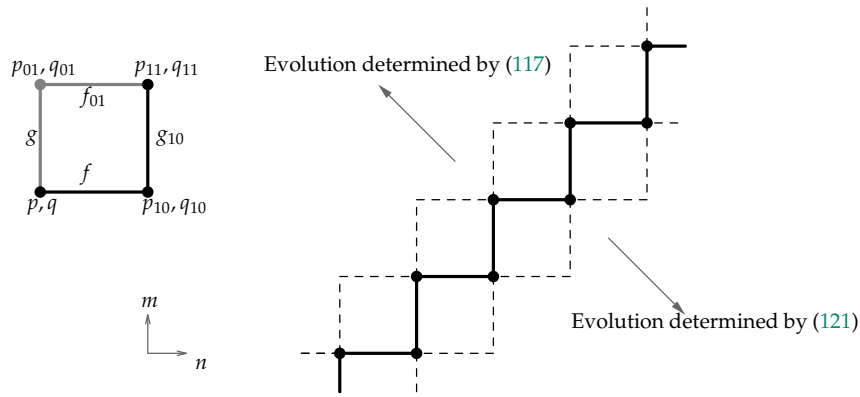 Evolution determined by (117)
p₀₁, q₀₁
p₁₁, q₁₁
f₀₁
g
g₁₀
f
p, q
p₁₀, q₁₀
m
n
Evolution determined by (121)